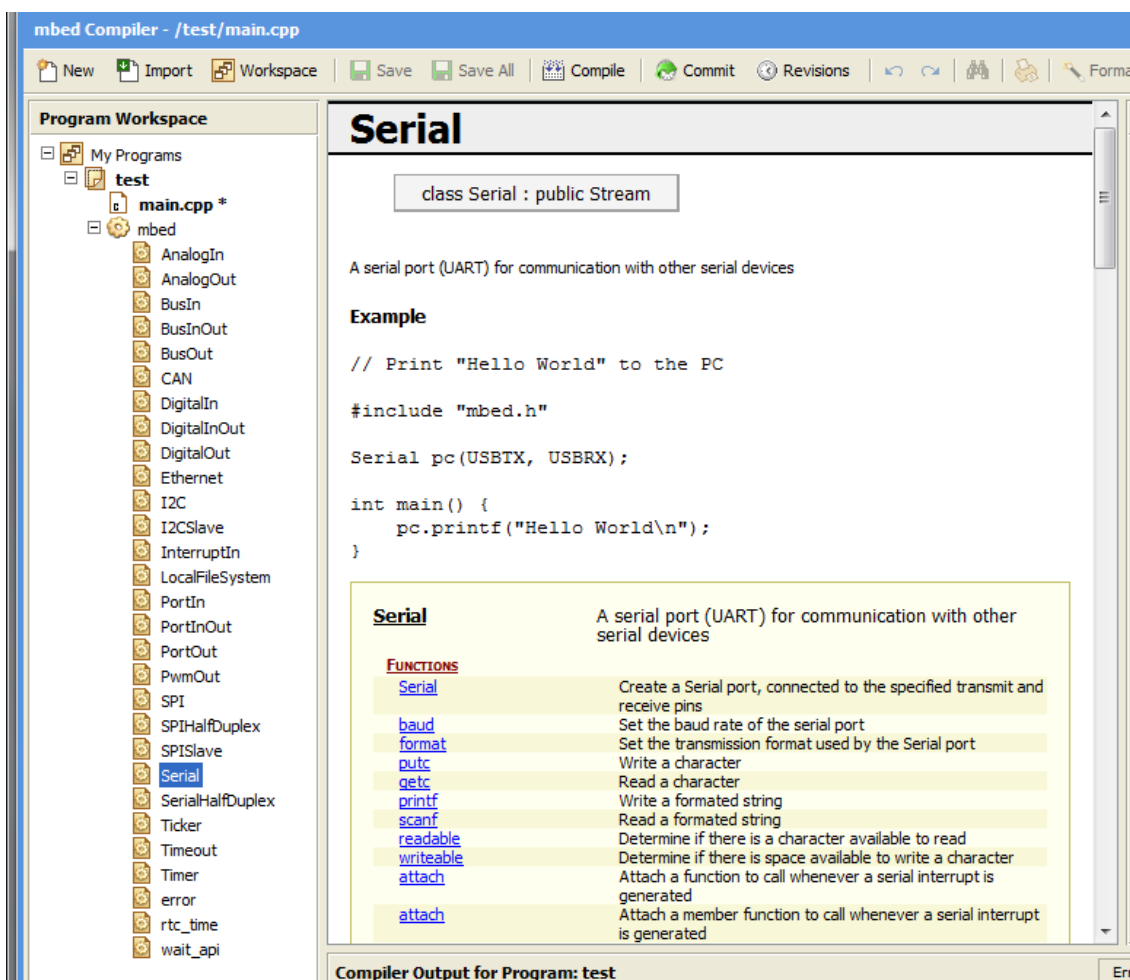 mbed Compiler - /test/main.cpp
New Import Workspace Save Save All Compile Commit Revisions Forma
Program Workspace
My Programs
test
main.cpp *
mbed
AnalogIn
AnalogOut
BusIn
BusInOut
BusOut
CAN
DigitalIn
DigitalInOut
DigitalOut
Ethernet
I2C
I2CSlave
InterruptIn
LocalFileSystem
PortIn
PortInOut
PortOut
PwmOut
SPI
SPIHalfDuplex
SPISlave
Serial
SerialHalfDuplex
Ticker
Timeout
Timer
error
rtc_time
wait_api
Serial
class Serial : public Stream
A serial port (UART) for communication with other serial devices
Example
// Print "Hello World" to the PC
#include "mbed.h"
Serial pc(USBTX, USBRX);
int main() {
    pc.printf("Hello World\n");
}
Serial A serial port (UART) for communication with other
serial devices
FUNCTIONS
Serial Create a Serial port, connected to the specified transmit and
receive pins
baud Set the baud rate of the serial port
format Set the transmission format used by the Serial port
putc Write a character
getc Read a character
printf Write a formated string
scanf Read a formated string
readable Determine if there is a character available to read
writeable Determine if there is space available to write a character
attach Attach a function to call whenever a serial interrupt is
generated
attach Attach a member function to call whenever a serial interrupt
is generated
Compiler Output for Program: test Er